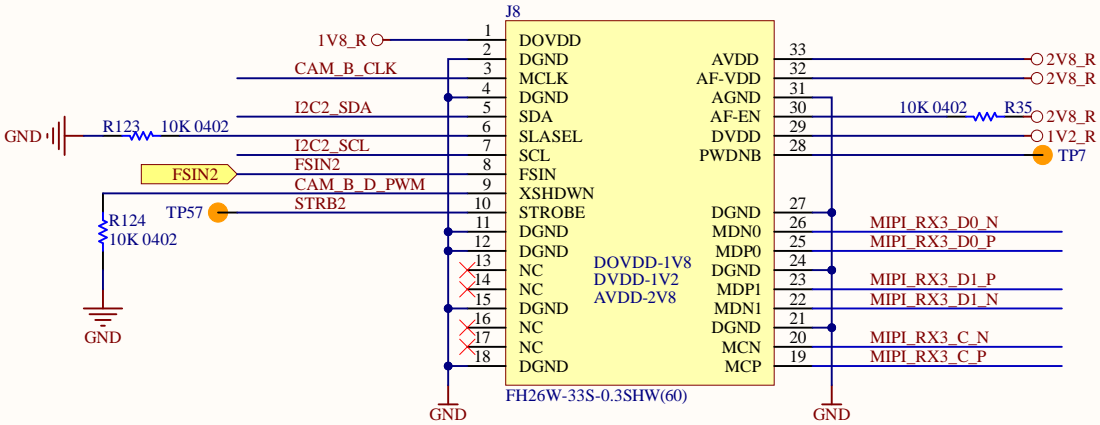 J8
1V8_R 1 DOVDD
2 DGND AVDD 33 2V8_R
CAM_B_CLK 3 MCLK AF-VDD 32 2V8_R
4 DGND AGND 31
I2C2_SDA 5 SDA AF-EN 30 10K 0402 R35 2V8_R
GND R123 10K 0402 6 SLASEL DVDD 29 1V2_R
I2C2_SCL 7 SCL PWDNB 28 TP7
FSIN2 FSIN2 8 FSIN
CAM_B_D_PWM 9 XSHDWN
TP57 STRB2 10 STROBE DGND 27
R124 11 DGND MDN0 26 MIPI_RX3_D0_N
10K 0402 12 DGND MDP0 25 MIPI_RX3_D0_P
13 NC DOVDD-1V8 DGND 24
14 NC DVDD-1V2 MDP1 23 MIPI_RX3_D1_P
15 DGND AVDD-2V8 MDN1 22 MIPI_RX3_D1_N
16 NC DGND 21
GND 17 NC MCN 20 MIPI_RX3_C_N
18 DGND MCP 19 MIPI_RX3_C_P
FH26W-33S-0.3SHW(60)
GND GND